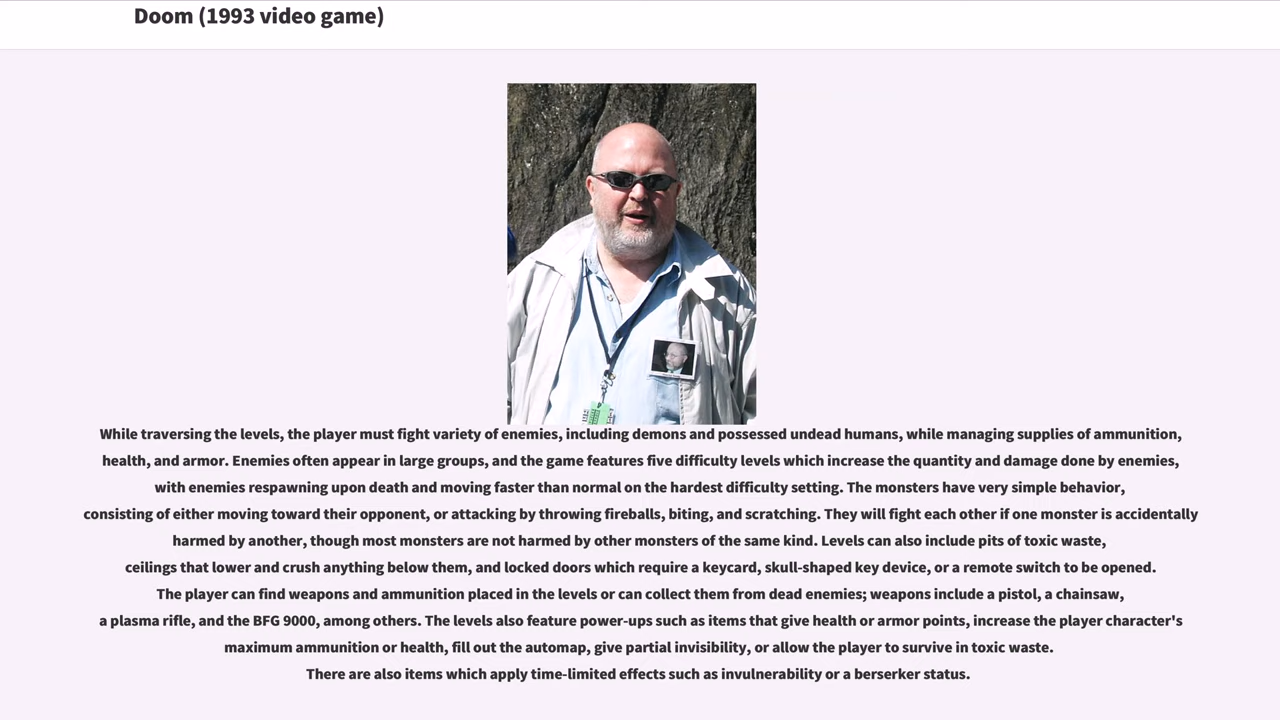 Doom (1993 video game)
While traversing the levels, the player must fight variety of enemies, including demons and possessed undead humans, while managing supplies of ammunition,
health, and armor. Enemies often appear in large groups, and the game features five difficulty levels which increase the quantity and damage done by enemies,
with enemies respawning upon death and moving faster than normal on the hardest difficulty setting. The monsters have very simple behavior,
consisting of either moving toward their opponent, or attacking by throwing fireballs, biting, and scratching. They will fight each other if one monster is accidentally
harmed by another, though most monsters are not harmed by other monsters of the same kind. Levels can also include pits of toxic waste,
ceilings that lower and crush anything below them, and locked doors which require a keycard, skull-shaped key device, or a remote switch to be opened.
The player can find weapons and ammunition placed in the levels or can collect them from dead enemies; weapons include a pistol, a chainsaw,
a plasma rifle, and the BFG 9000, among others. The levels also feature power-ups such as items that give health or armor points, increase the player character's
maximum ammunition or health, fill out the automap, give partial invisibility, or allow the player to survive in toxic waste.
There are also items which apply time-limited effects such as invulnerability or a berserker status.